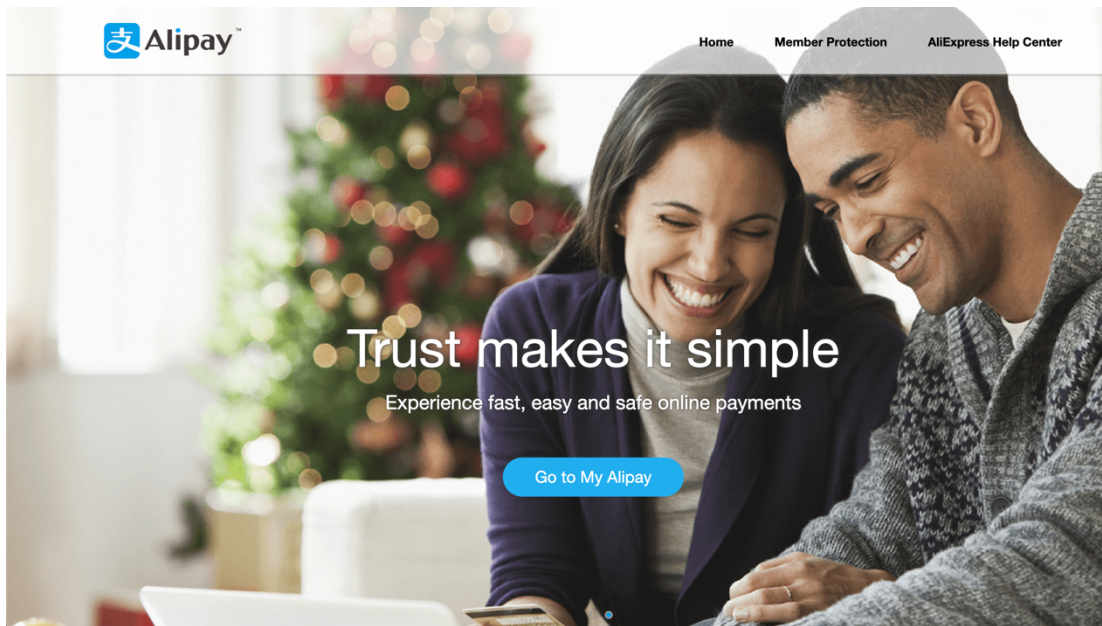 支 Alipay™
Home Member Protection AliExpress Help Center
Trust makes it simple
Experience fast, easy and safe online payments
Go to My Alipay